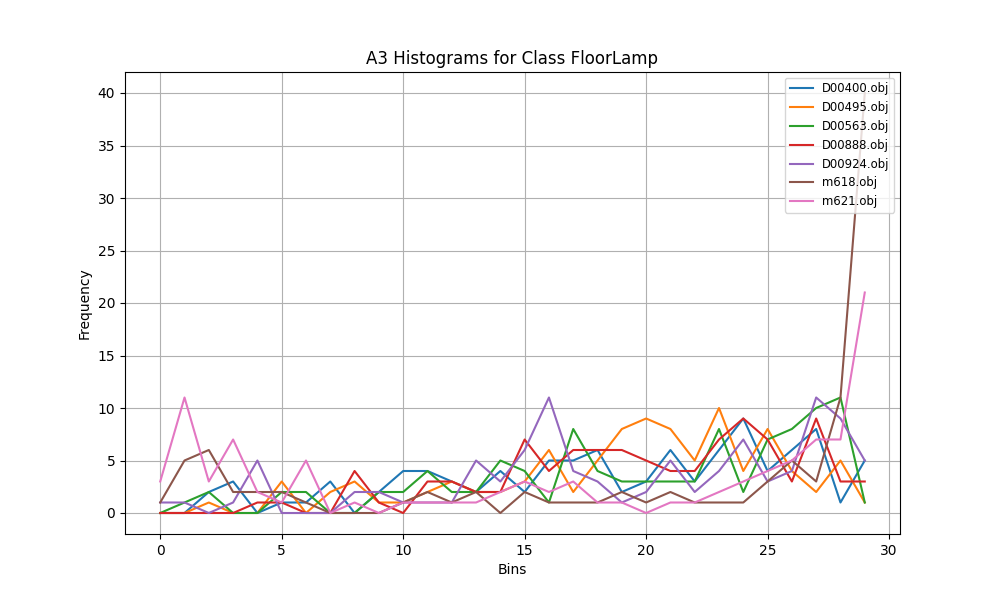 A3 Histograms for Class FloorLamp
40
35
30
25
20
15
10
5
0
Frequency
D00400.obj
D00495.obj
D00563.obj
D00888.obj
D00924.obj
m618.obj
m621.obj
0 5 10 15 20 25 30
Bins